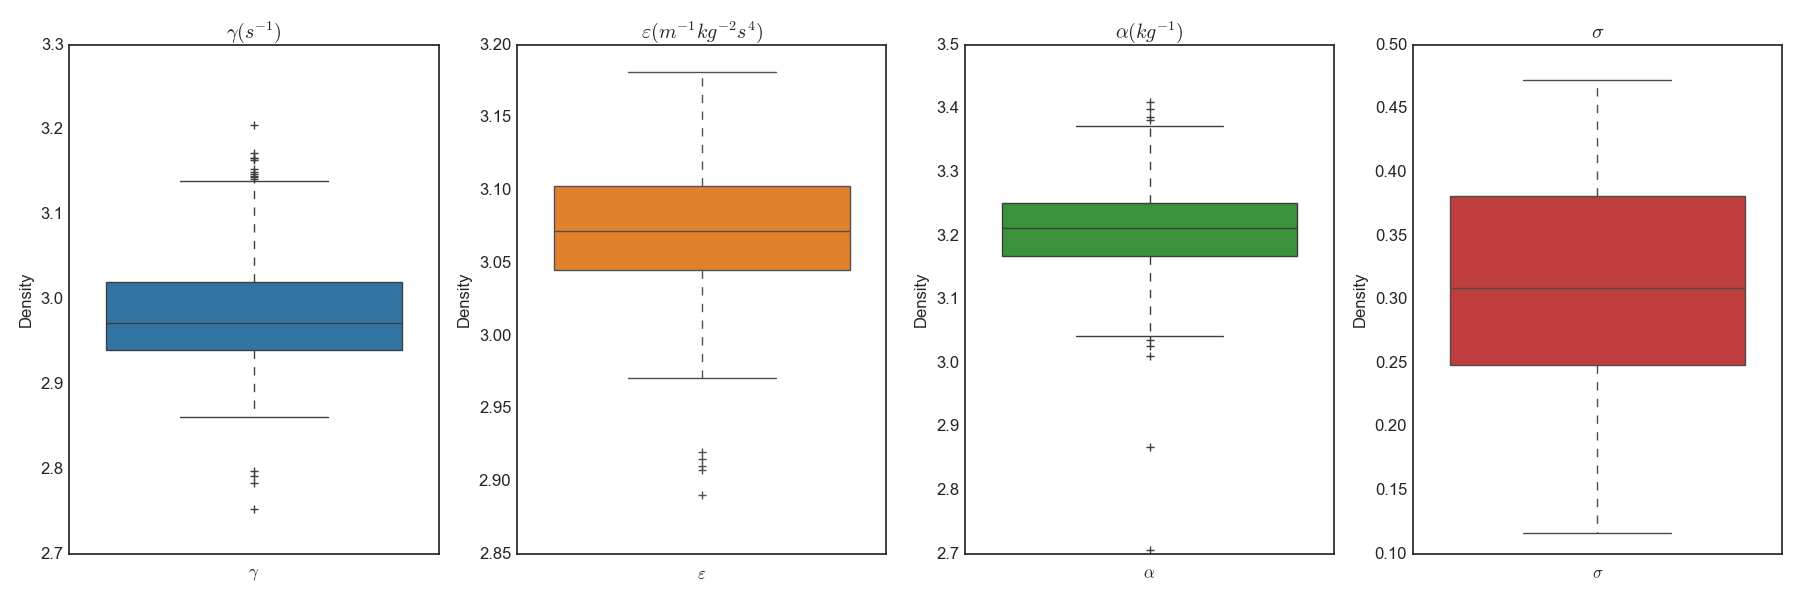 γ(s⁻¹)
3.3
3.2
3.1
3.0
2.9
2.8
2.7
Density
γ
ε(m⁻¹kg⁻²s⁴)
3.20
3.15
3.10
3.05
3.00
2.95
2.90
2.85
Density
ε
α(kg⁻¹)
3.5
3.4
3.3
3.2
3.1
3.0
2.9
2.8
2.7
Density
α
σ
0.50
0.45
0.40
0.35
0.30
0.25
0.20
0.15
0.10
Density
σ